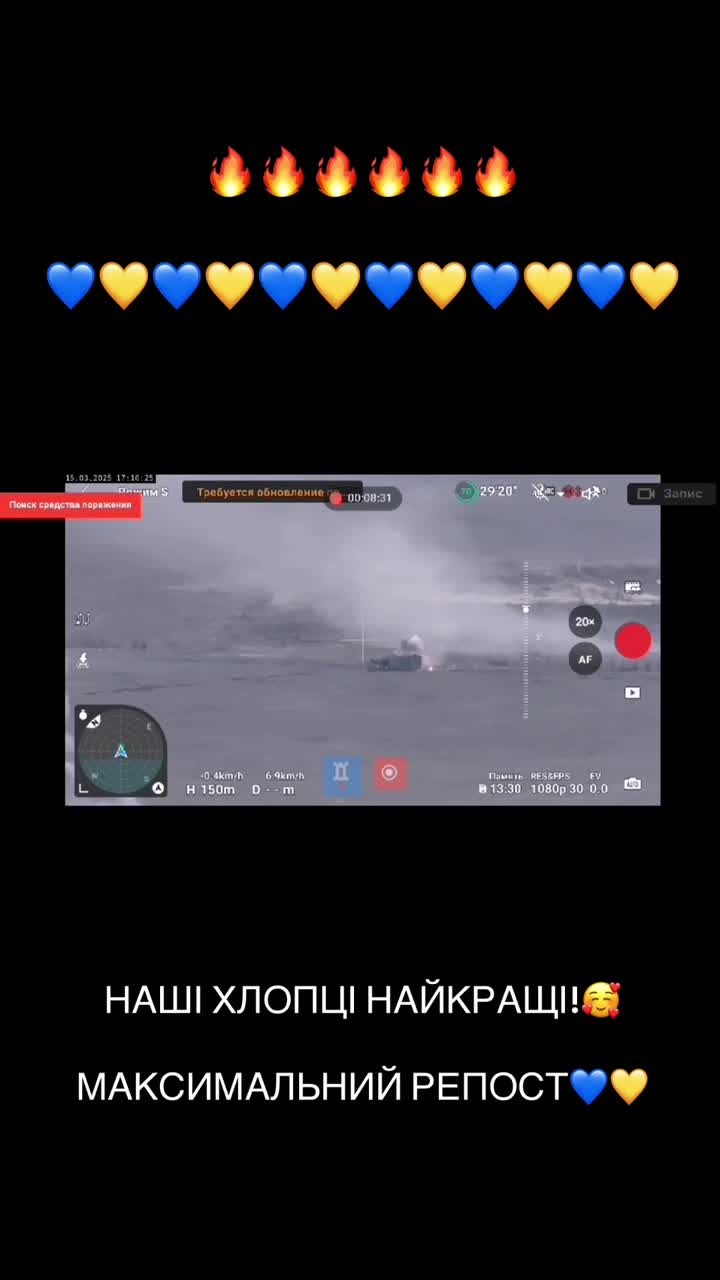 15.03.2025 17:10:25
Режим S
Требуется обновление
00:08:31
29'20"
Запис
Поиск средства поражения
20×
AF
E
N
S
-0.4km/h 6.9km/h
H 150m D - - m
Память RES&FPS EV
13:30 1080p 30 0.0
НАШІ ХЛОПЦІ НАЙКРАЩІ!
МАКСИМАЛЬНИЙ РЕПОСТ